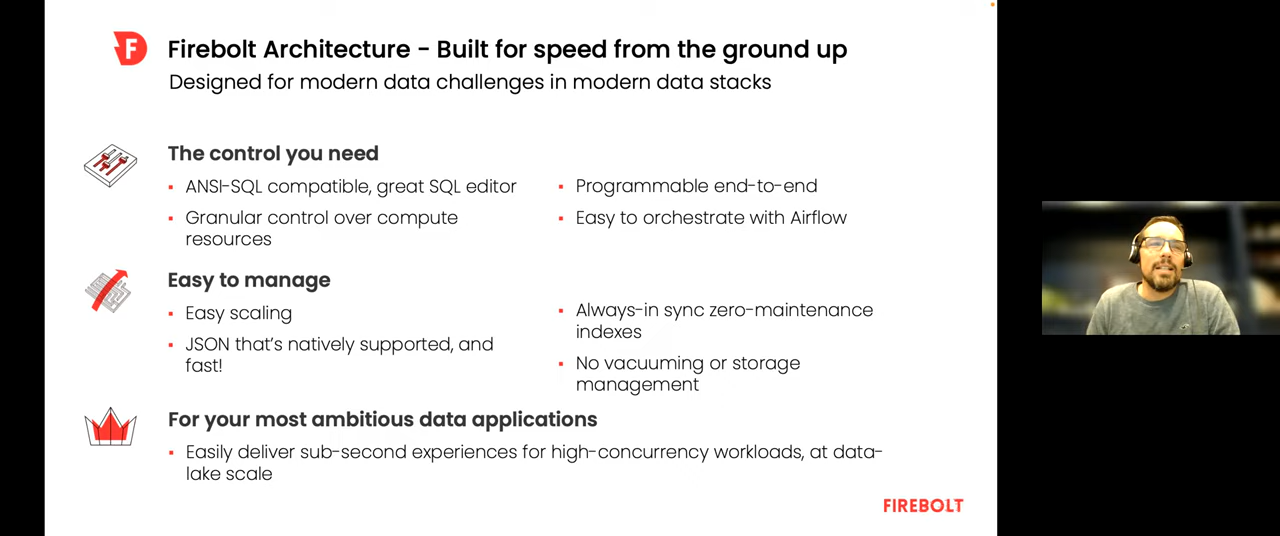 Firebolt Architecture - Built for speed from the ground up
Designed for modern data challenges in modern data stacks
The control you need
▪ ANSI-SQL compatible, great SQL editor
▪ Granular control over compute
resources
▪ Programmable end-to-end
▪ Easy to orchestrate with Airflow
Easy to manage
▪ Easy scaling
▪ JSON that's natively supported, and
fast!
▪ Always-in sync zero-maintenance
indexes
▪ No vacuuming or storage
management
For your most ambitious data applications
▪ Easily deliver sub-second experiences for high-concurrency workloads, at data-
lake scale
FIREBOLT